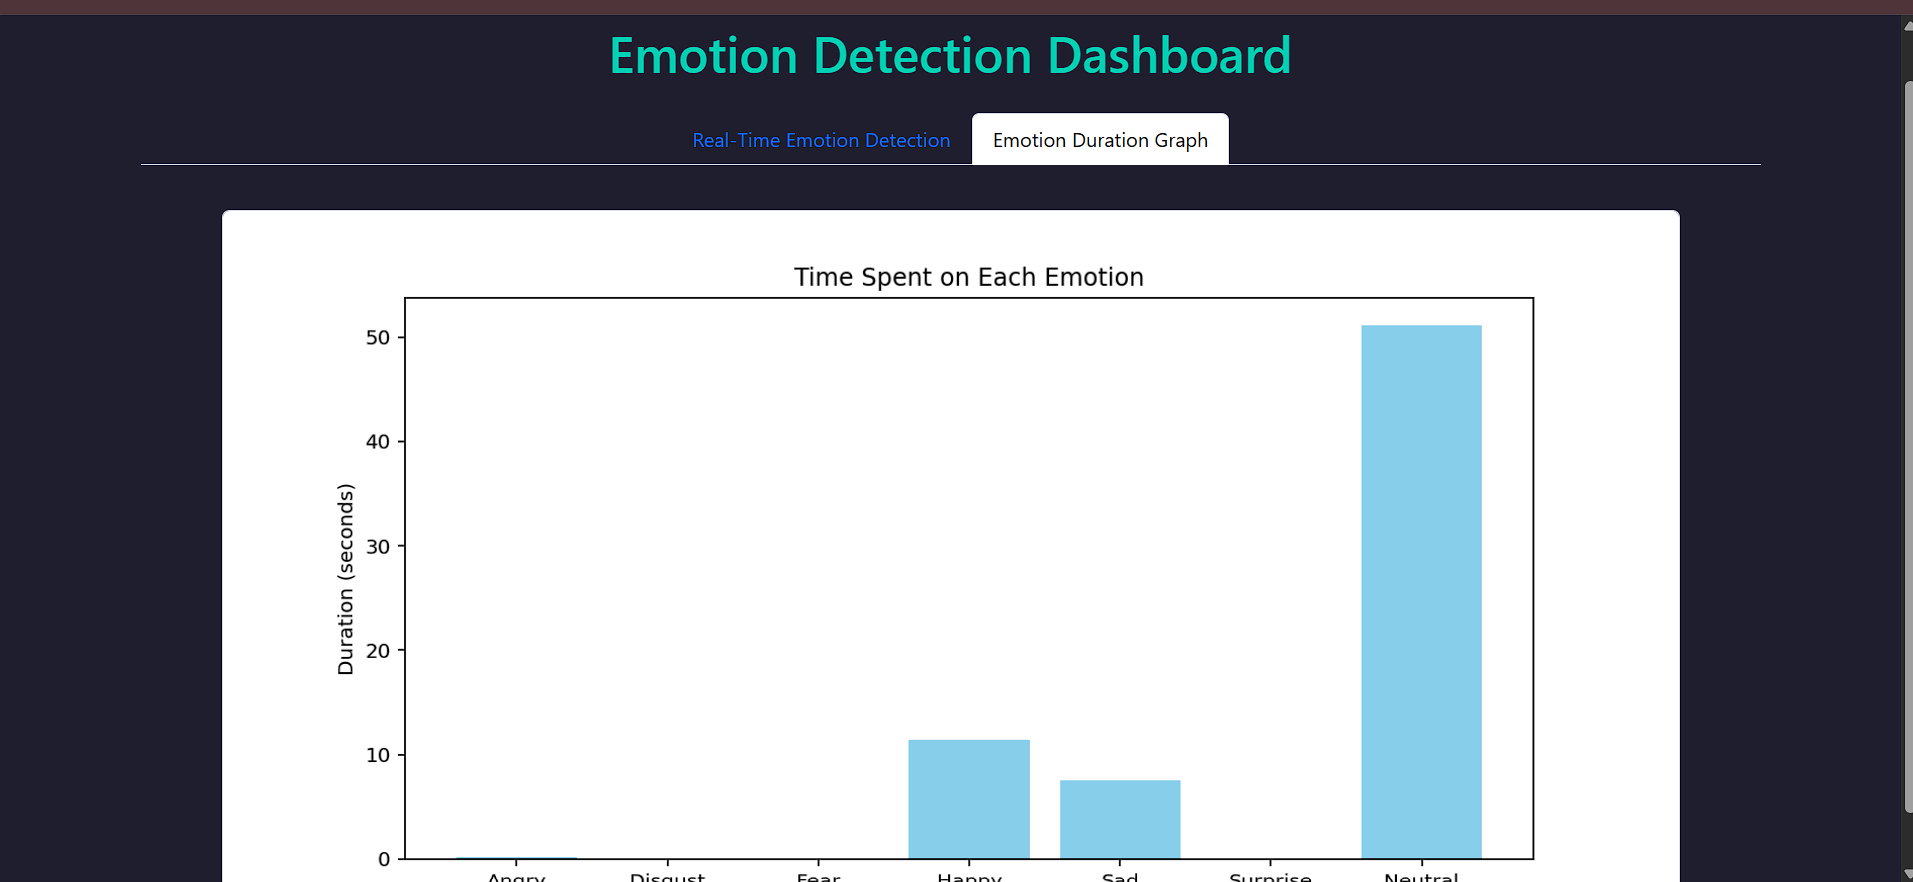 Emotion Detection Dashboard
Real-Time Emotion Detection
Emotion Duration Graph
Time Spent on Each Emotion
Duration (seconds)
50
40
30
20
10
0
Angry Disgust Fear Happy Sad Surprise Neutral